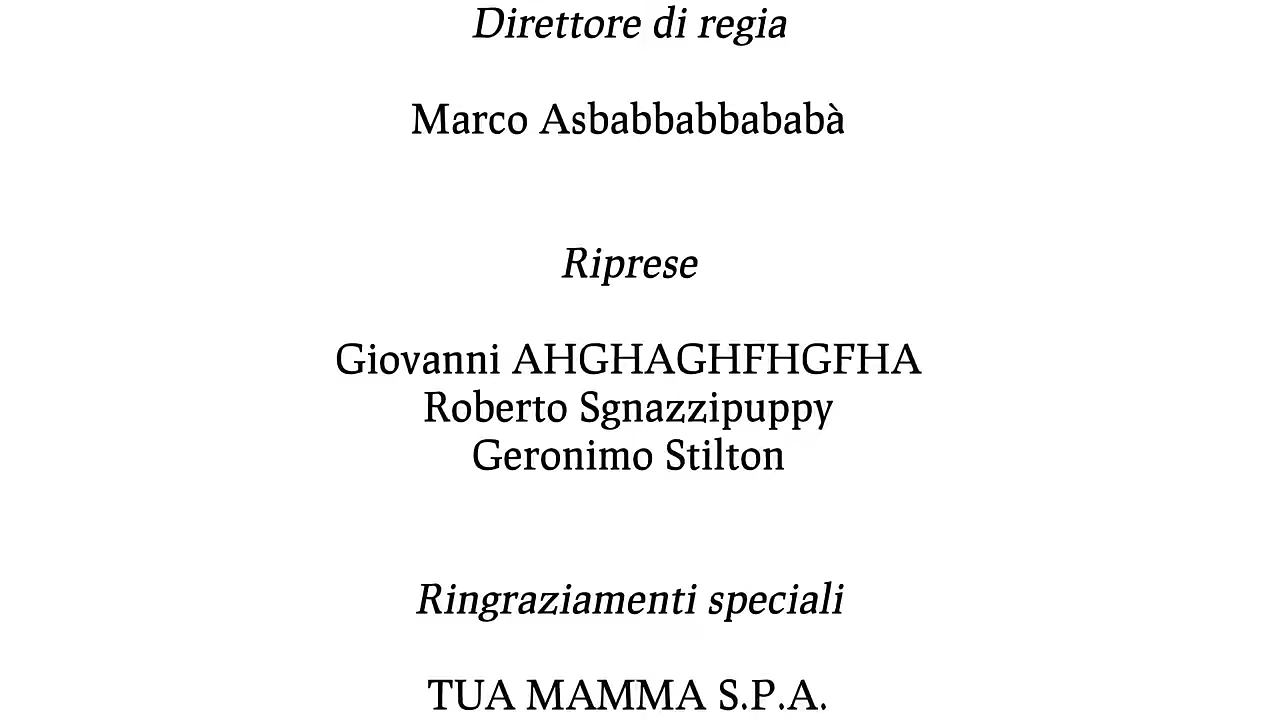 Direttore di regia
Marco Asbabbabbababà
Riprese
Giovanni AHGHAGHFHGFHA
Roberto Sgnazzipuppy
Geronimo Stilton
Ringraziamenti speciali
TUA MAMMA S.P.A.